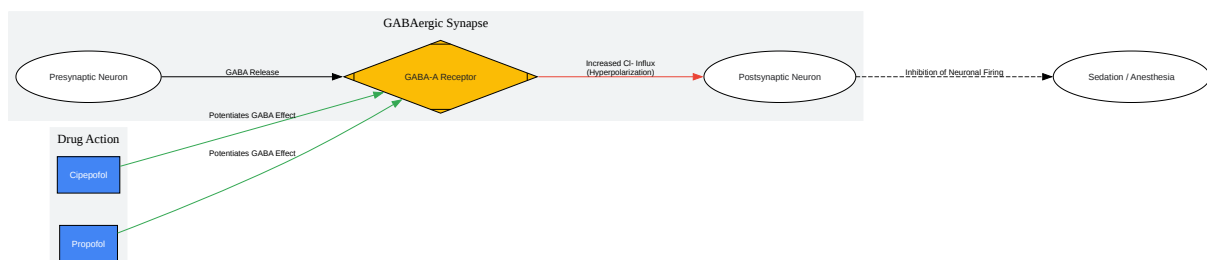 GABAergic Synapse
Presynaptic Neuron
GABA Release
GABA-A Receptor
Increased Cl- Influx
(Hyperpolarization)
Postsynaptic Neuron
Inhibition of Neuronal Firing
Sedation / Anesthesia
Potentiates GABA Effect
Drug Action
Potentiates GABA Effect
Cipepofol
Propofol